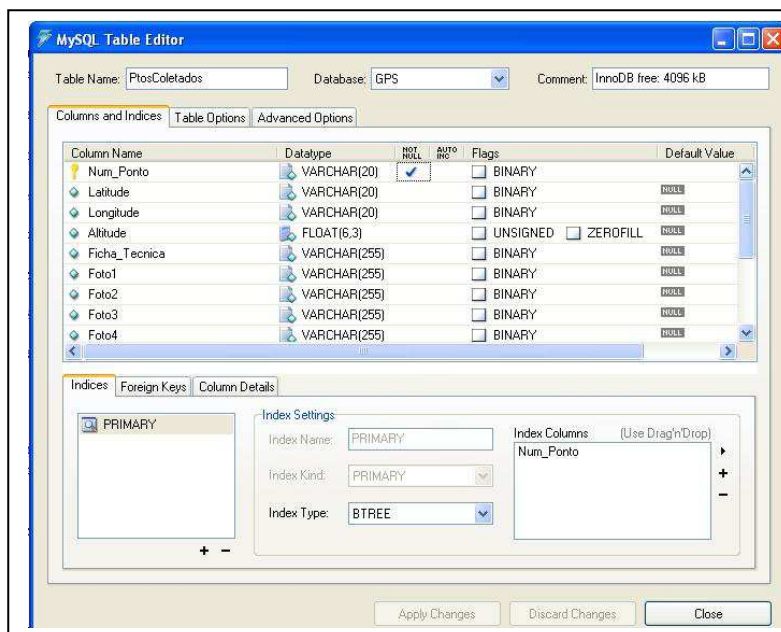 MySQL Table Editor
Table Name: PtosColetados Database: GPS Comment: InnoDB free: 4096 kB
Columns and Indices Table Options Advanced Options
Column Name Datatype NOT NULL AUTO INC Flags Default Value
Num_Ponto VARCHAR(20) BINARY
Latitude VARCHAR(20) BINARY NULL
Longitude VARCHAR(20) BINARY NULL
Altitude FLOAT(6,3) UNSIGNED ZEROFILL NULL
Ficha_Tecnica VARCHAR(255) BINARY NULL
Foto1 VARCHAR(255) BINARY NULL
Foto2 VARCHAR(255) BINARY NULL
Foto3 VARCHAR(255) BINARY NULL
Foto4 VARCHAR(255) BINARY NULL
Indices Foreign Keys Column Details
PRIMARY
Index Settings
Index Name: PRIMARY
Index Kind: PRIMARY
Index Type: BTREE
Index Columns (Use Drag'n'Drop)
Num_Ponto
Apply Changes Discard Changes Close